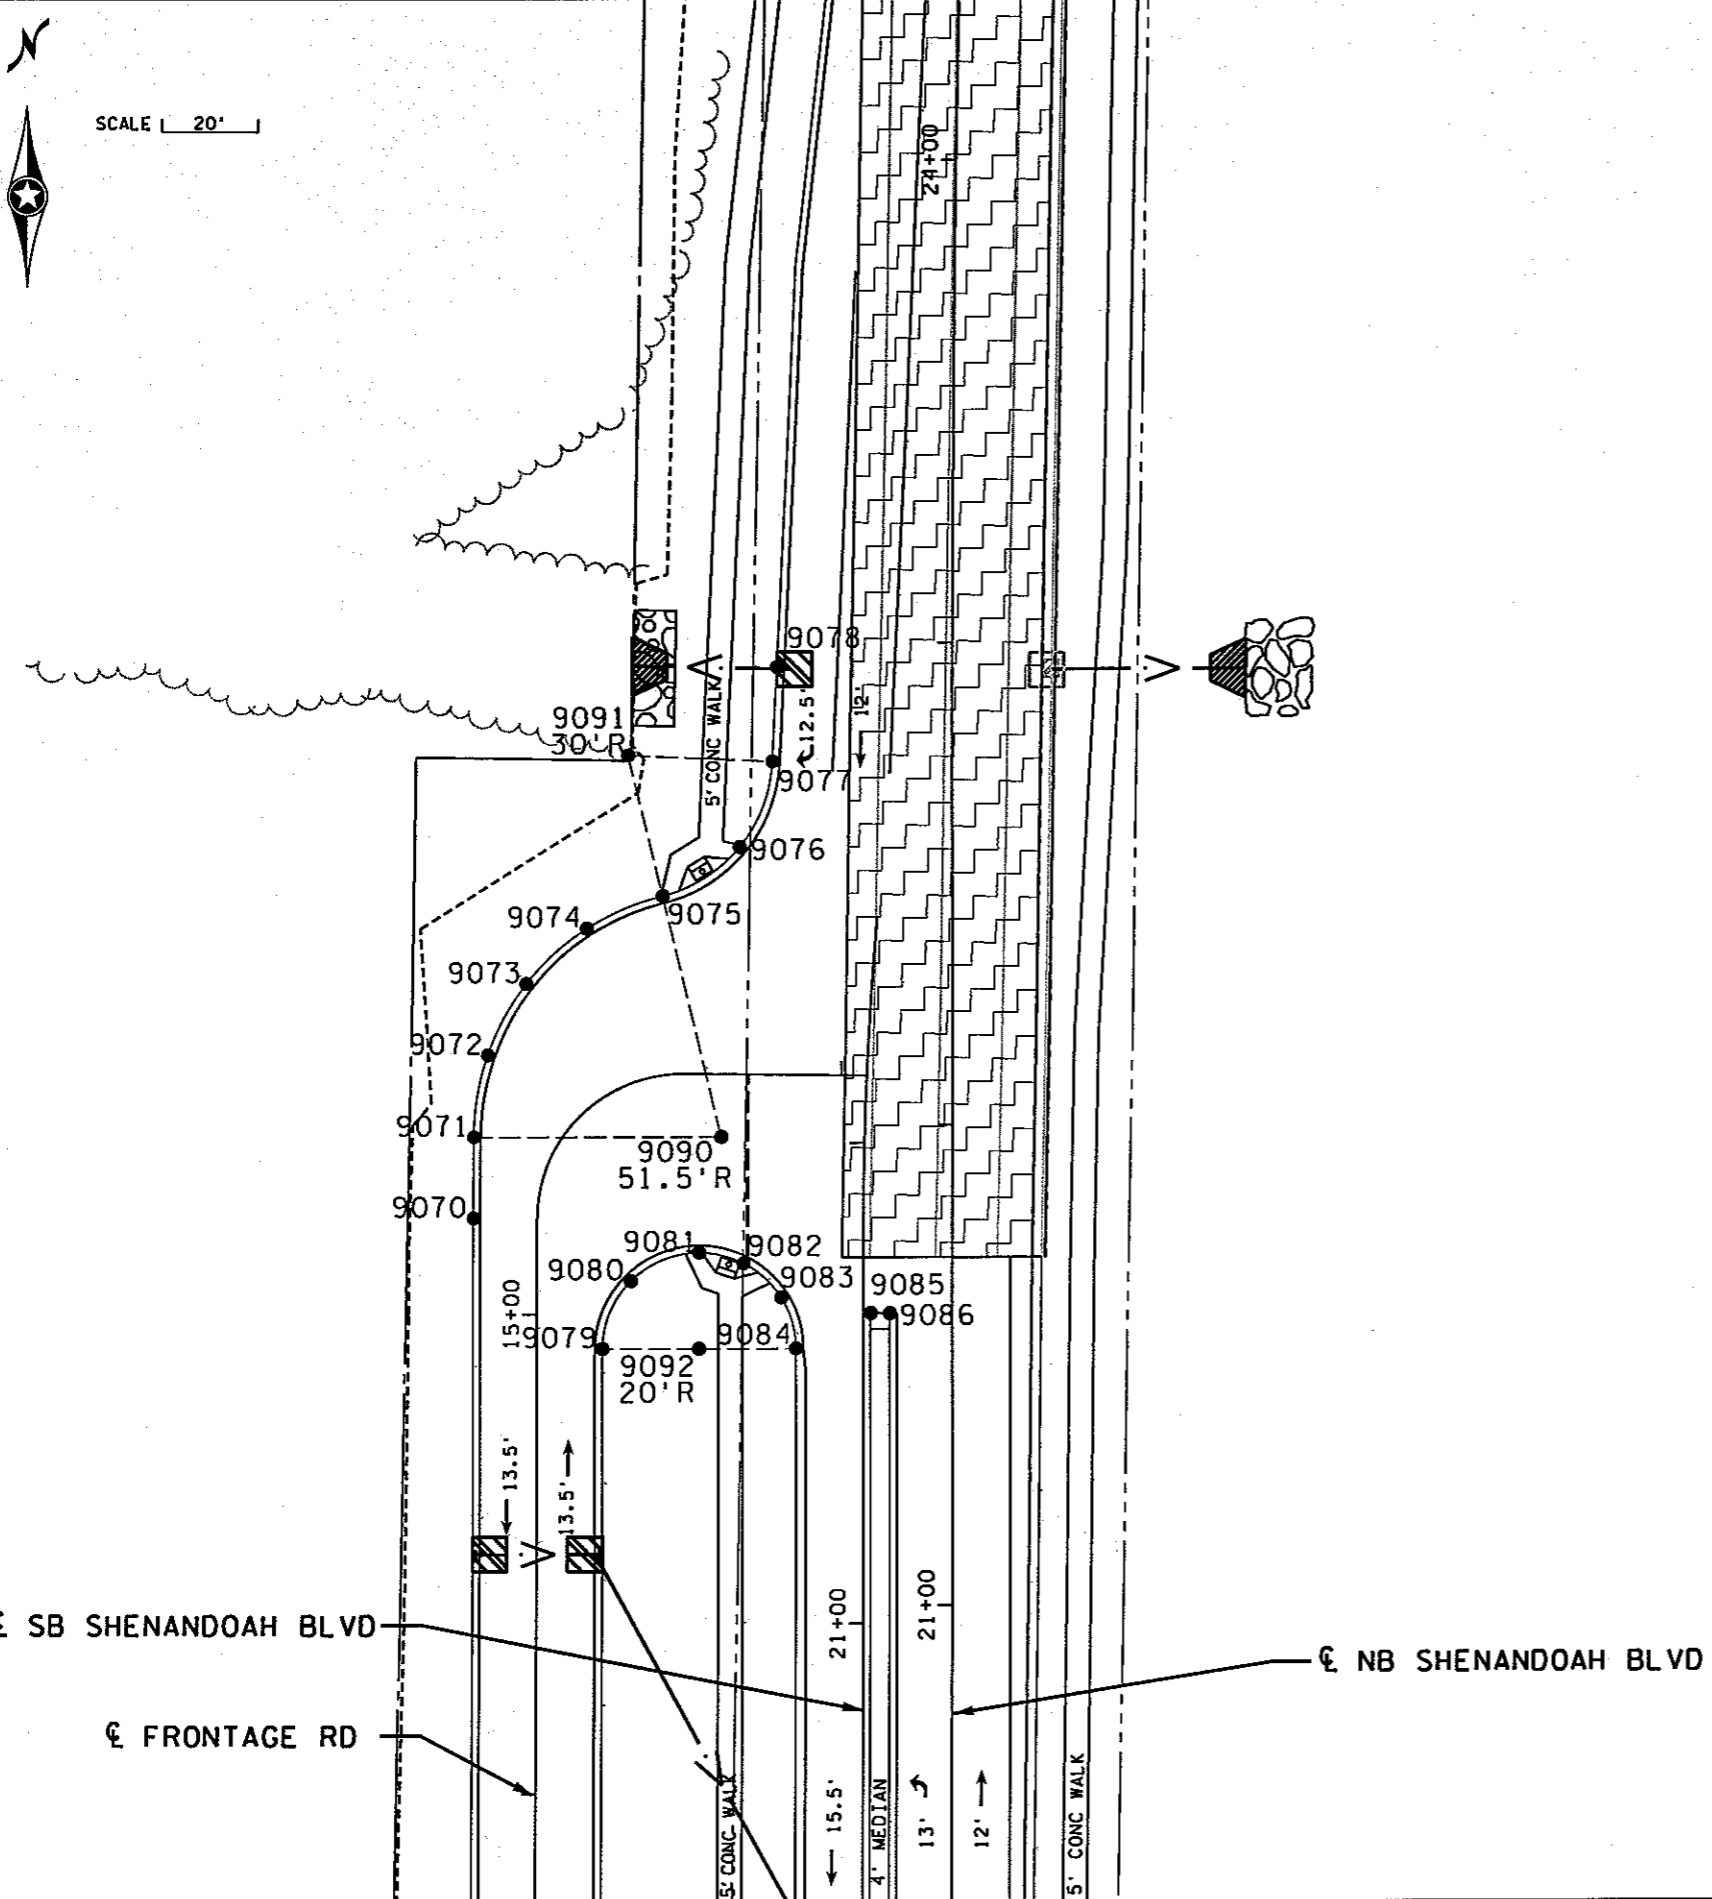 N
SCALE 20'
24+00
9078
12.5'
12'
5' CONC WALK
9091
30'R
9077
9076
9075
9074
9073
9072
9071
9090
51.5'R
9070
9081
9082
9080
9083
9085
9086
15+00
9079
9084
9092
20'R
13.5'
13.5'
21+00
21+00
℄ SB SHENANDOAH BLVD
℄ NB SHENANDOAH BLVD
℄ FRONTAGE RD
5' CONC WALK
15.5'
4' MEDIAN
13'
12'
5' CONC WALK